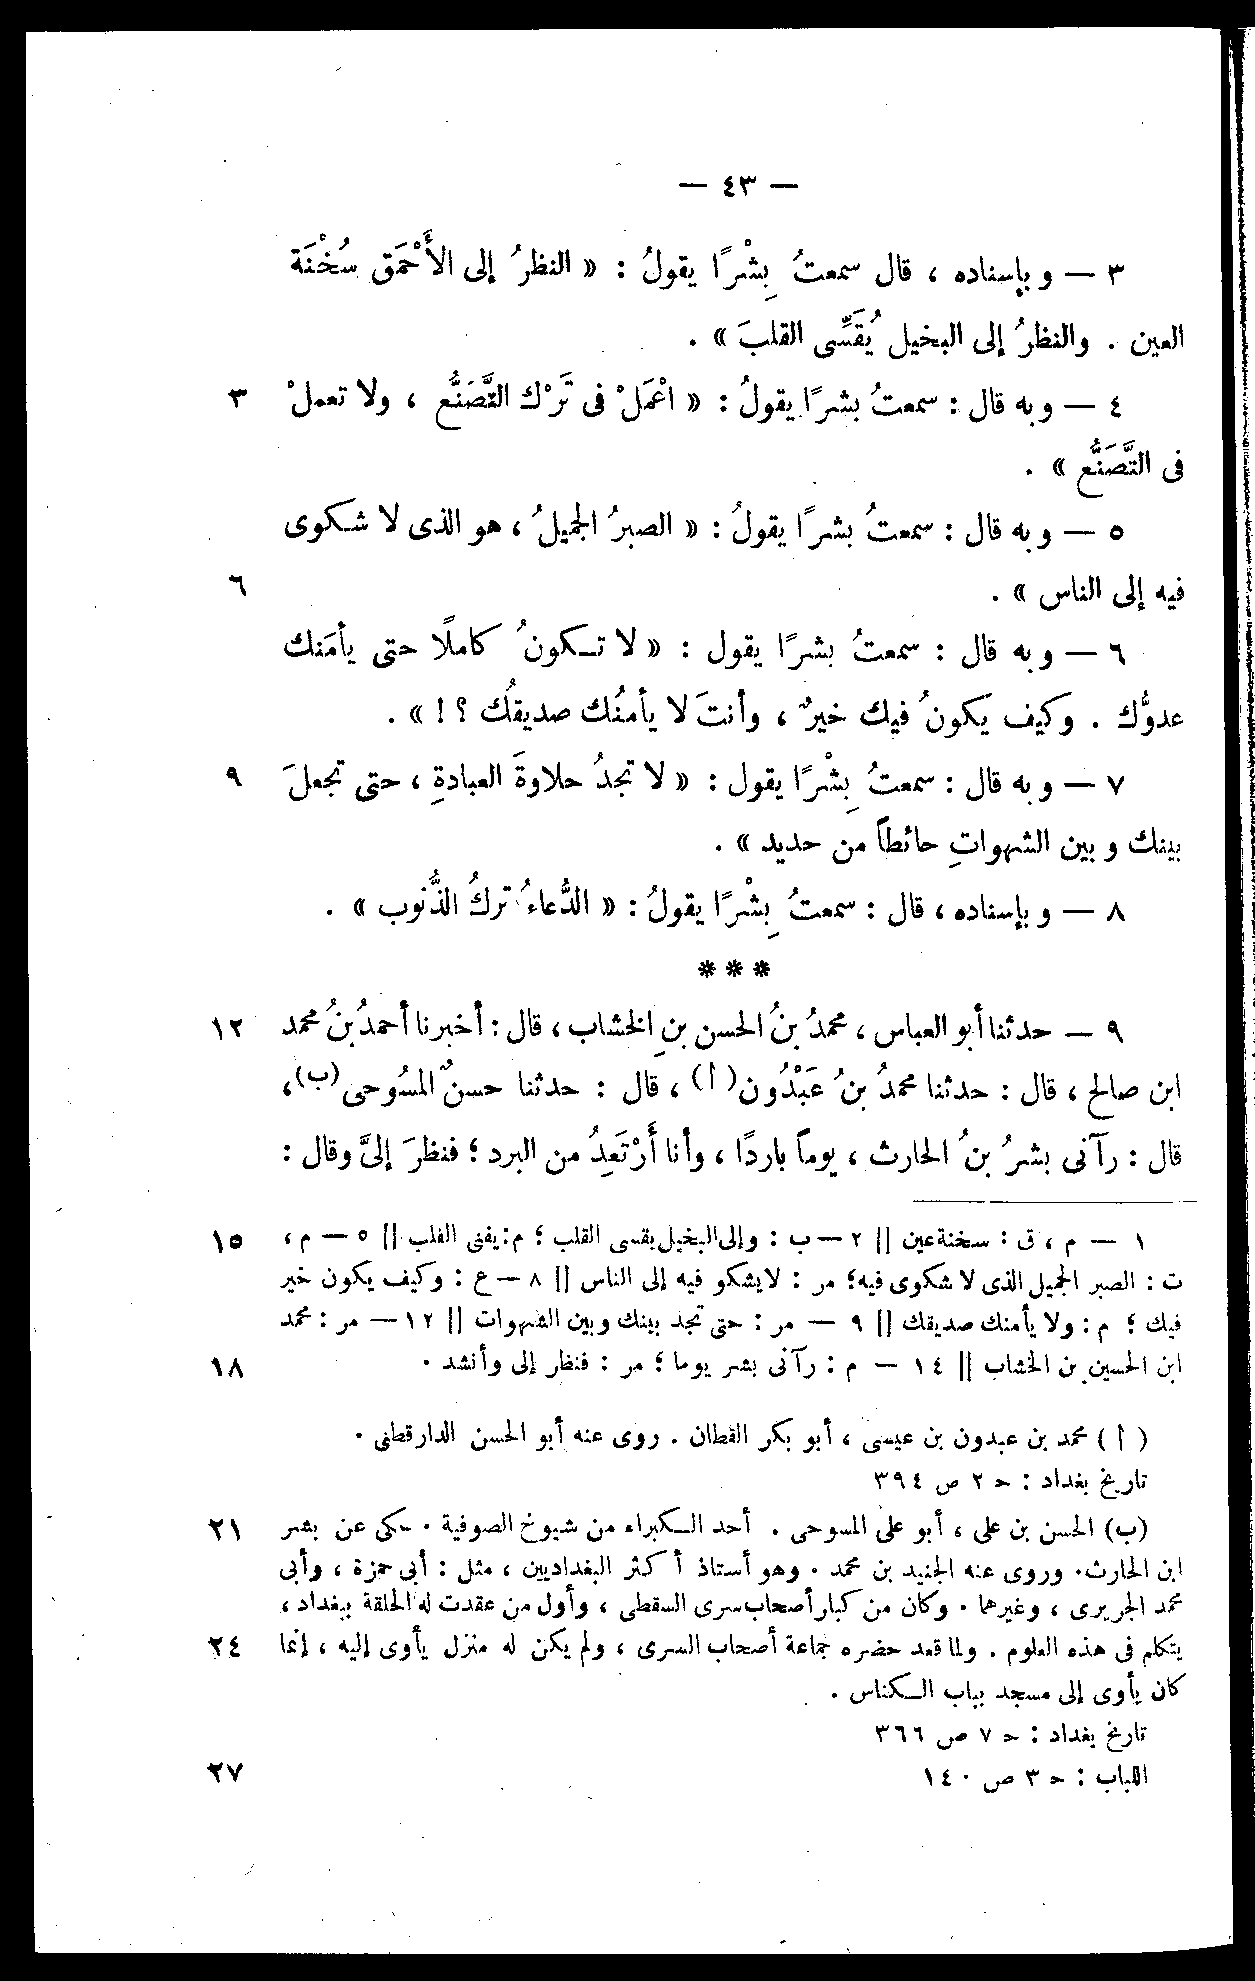 — ٤٣ —
٣ — وبإسناده ، قال سمعتُ بِشْرًا يقولُ : « النظرُ إلى الأَحْمَق سُخْنَة
العين . والنظرُ إلى البخيل يُقَسِّى القلبَ » .
٤ — وبه قال : سمعتُ بشرًا يقولُ : « اعْمَلْ فى تَرْك التَّصَنُّع ، ولا تعملْ ٣
فى التَّصَنُّع » .
٥ — وبه قال : سمعتُ بشرًا يقولُ : « الصبرُ الجميلُ ، هو الذى لا شكوى
فيه إلى الناس » . ٦
٦ — وبه قال : سمعتُ بشرًا يقول : « لا تكونُ كاملًا حتى يأمَنك
عدوُّك . وكيف يكونُ فيك خيرٌ ، وأنتَ لا يأمنُك صديقُك ؟ ! » .
٧ — وبه قال : سمعتُ بِشْرًا يقول : « لا تجدُ حلاوةَ العبادةِ ، حتى تجعلَ ٩
بينك وبين الشهواتِ حائطاً من حديد » .
٨ — وبإسناده ، قال : سمعتُ بِشْرًا يقولُ : « الدُّعاءُ تركُ الذُّنوب » .
***
٩ — حدثنا أبو العباس ، محمدُ بنُ الحسن بنِ الخشاب ، قال : أخبرنا أحمدُ بنُ محمد ١٢
ابن صالح ، قال : حدثنا محمدُ بنُ عَبْدُون (أ) ، قال : حدثنا حسنٌ المسُوحى (ب) ،
قال : رآنى بشرُ بنُ الحارث ، يوماً باردًا ، وأنا أَرْتَعِدُ من البرد ؛ فنظرَ إلىَّ وقال :
١ — م ، ق : سخنة عين || ٢ — ب : وإلى البخيل يقسى القلب ؛ م : يفنى القلب || ٥ — م ، ١٥
ت : الصبر الجميل الذى لا شكوى فيه ؛ مر : لا يشكو فيه إلى الناس || ٨ — ع : وكيف يكون خير
فيك ؛ م : ولا يأمنك صديقك || ٩ — مر : حتى تجد بينك وبين الشهوات || ١٢ — مر : محمد
ابن الحسين بن الخشاب || ١٤ — م : رآنى بشر يوما ؛ مر : فنظر إلى وأنشد . ١٨
( أ ) محمد بن عبدون بن عيسى ، أبو بكر القطان . روى عنه أبو الحسن الدارقطنى .
تاريخ بغداد : حـ ٢ ص ٣٩٤
(ب) الحسن بن على ، أبو على المسوحى . أحد الكبراء من شيوخ الصوفية . حكى عن بشر ٢١
ابن الحارث . وروى عنه الجنيد بن محمد . وهو أستاذ أكثر البغداديين ، مثل : أبى حمزة ، وأبى
محمد الجريرى ، وغيرهما . وكان من كبار أصحاب سرى السقطى ، وأول من عقدت له الحلقة ببغداد ،
يتكلم فى هذه العلوم . ولما قعد حضره جماعة أصحاب السرى ، ولم يكن له منزل يأوى إليه ، إنما ٢٤
كان يأوى إلى مسجد بباب الكناس .
تاريخ بغداد : حـ ٧ ص ٣٦٦
اللباب : حـ ٣ ص ١٤٠ ٢٧